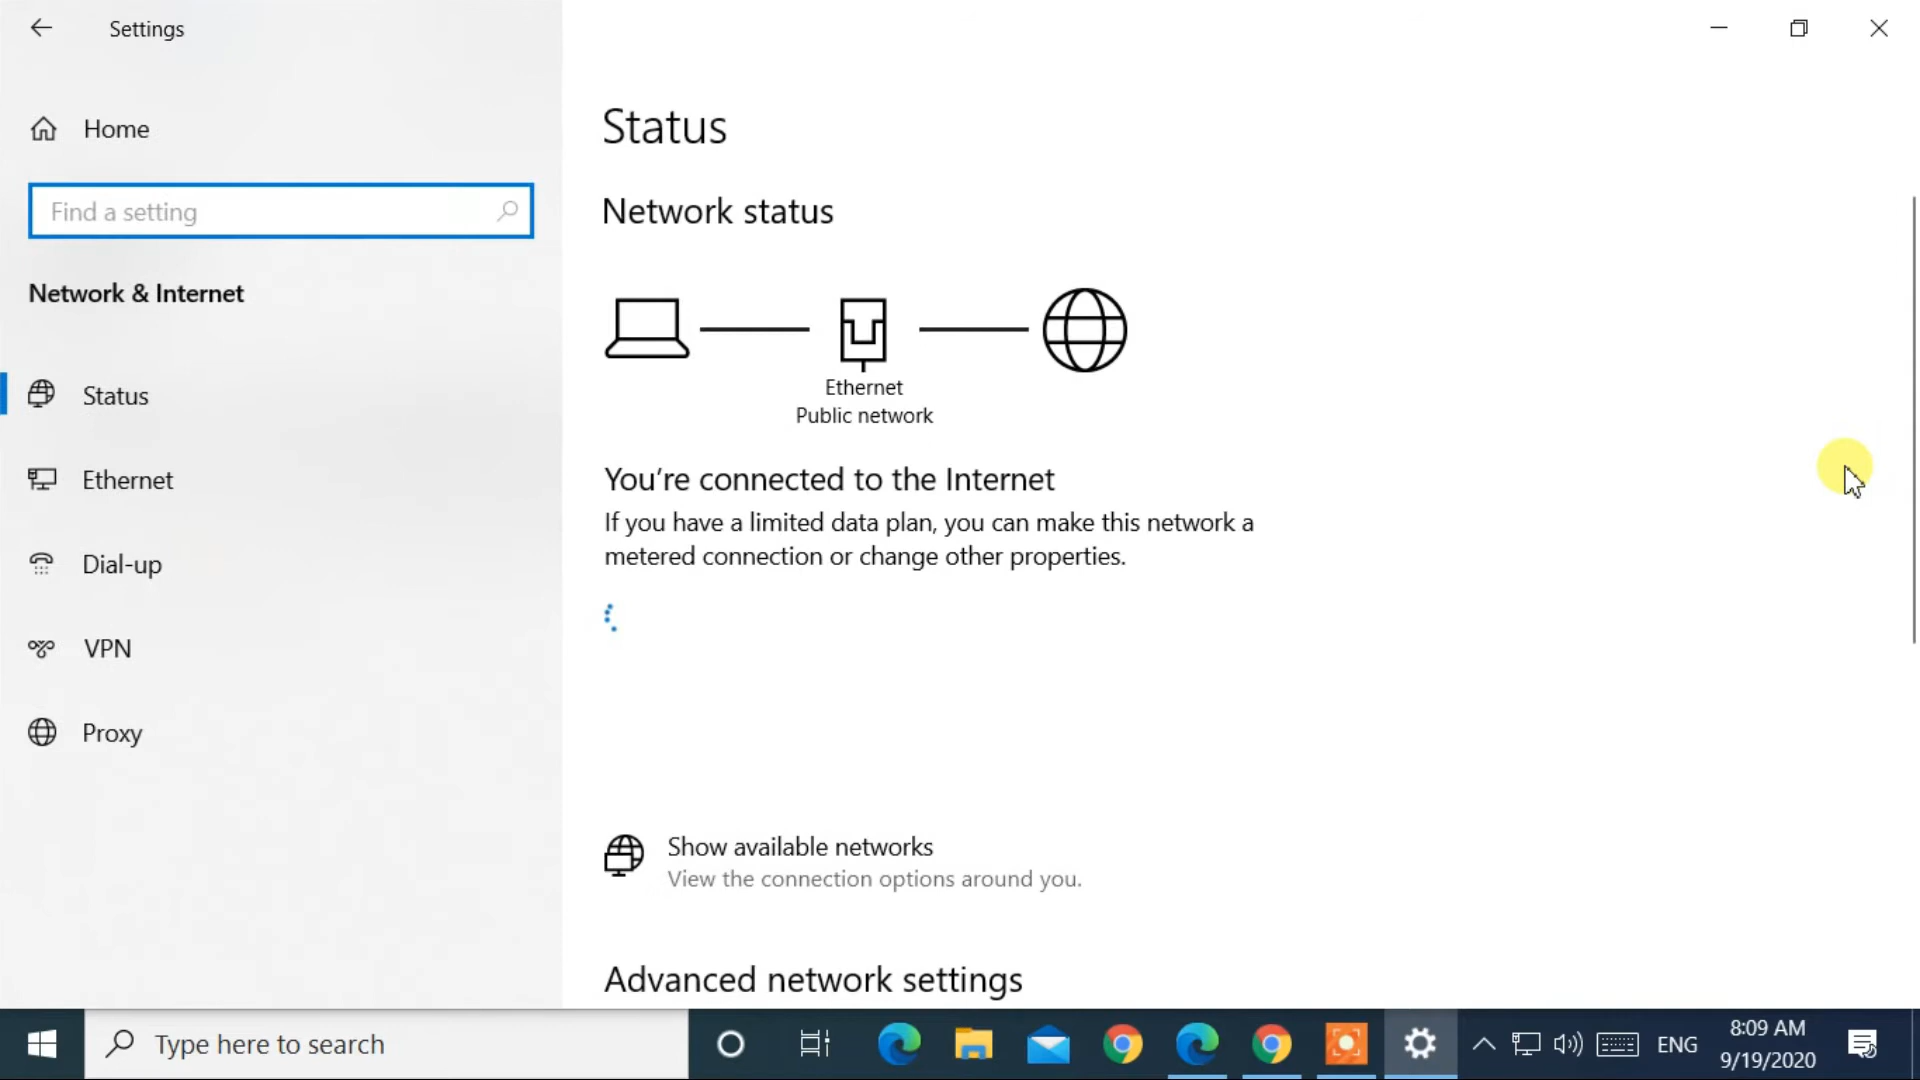 Settings
Home
Find a setting
Network & Internet
Status
Ethernet
Dial-up
VPN
Proxy
Status
Network status
Ethernet
Public network
You're connected to the Internet
If you have a limited data plan, you can make this network a
metered connection or change other properties.
Show available networks
View the connection options around you.
Advanced network settings
Type here to search
ENG
8:09 AM
9/19/2020